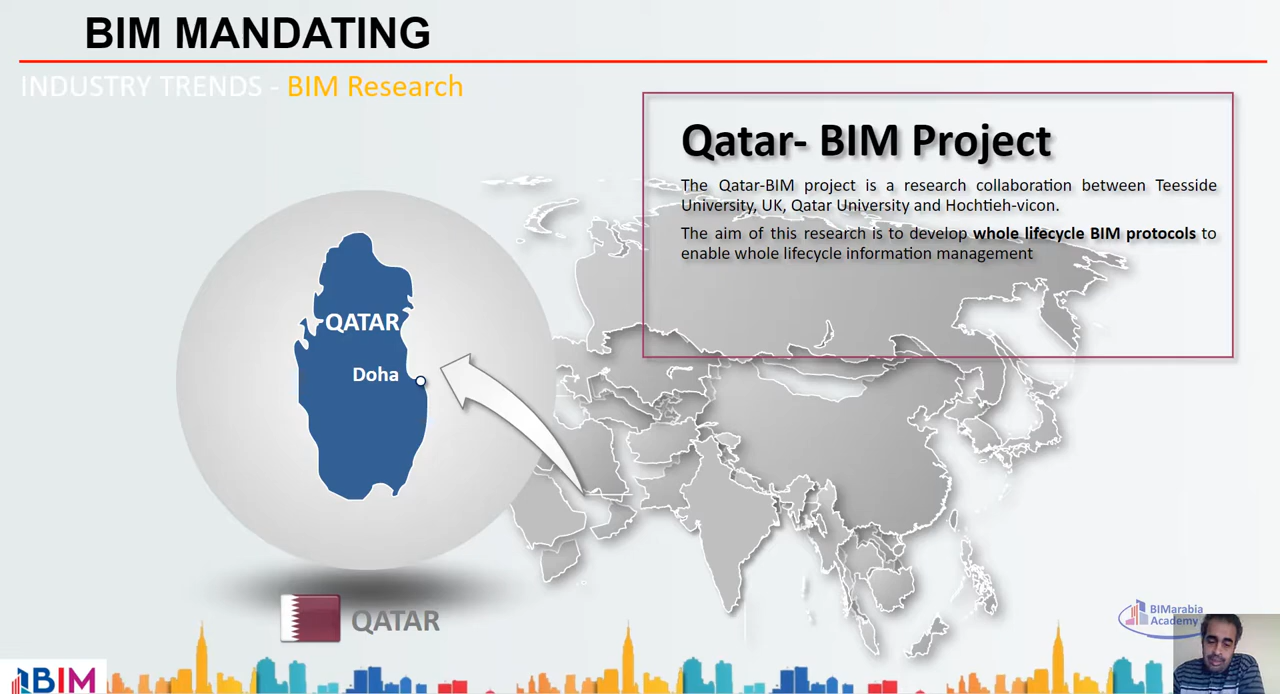 BIM MANDATING
INDUSTRY TRENDS - BIM Research
Qatar- BIM Project
The Qatar-BIM project is a research collaboration between Teesside
University, UK, Qatar University and Hochtieh-vicon.
The aim of this research is to develop whole lifecycle BIM protocols to
enable whole lifecycle information management
QATAR
Doha
QATAR
BIMarabia
Academy
BIM